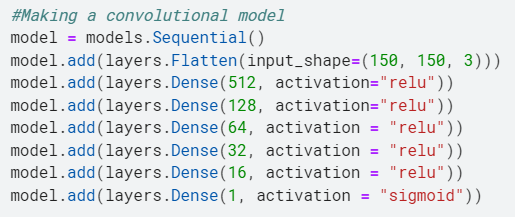 #Making a convolutional model
model = models.Sequential()
model.add(layers.Flatten(input_shape=(150, 150, 3)))
model.add(layers.Dense(512, activation="relu"))
model.add(layers.Dense(128, activation="relu"))
model.add(layers.Dense(64, activation = "relu"))
model.add(layers.Dense(32, activation = "relu"))
model.add(layers.Dense(16, activation = "relu"))
model.add(layers.Dense(1, activation = "sigmoid"))